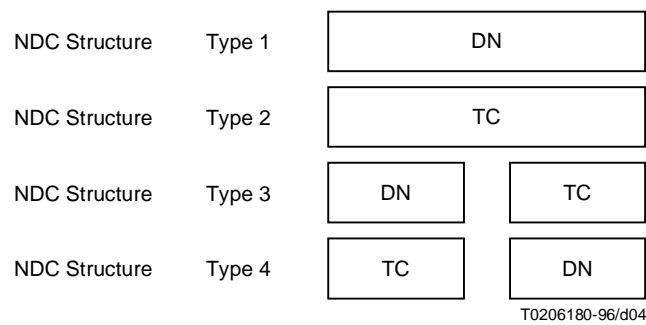 NDC Structure Type 1 DN
NDC Structure Type 2 TC
NDC Structure Type 3 DN TC
NDC Structure Type 4 TC DN
T0206180-96/d04